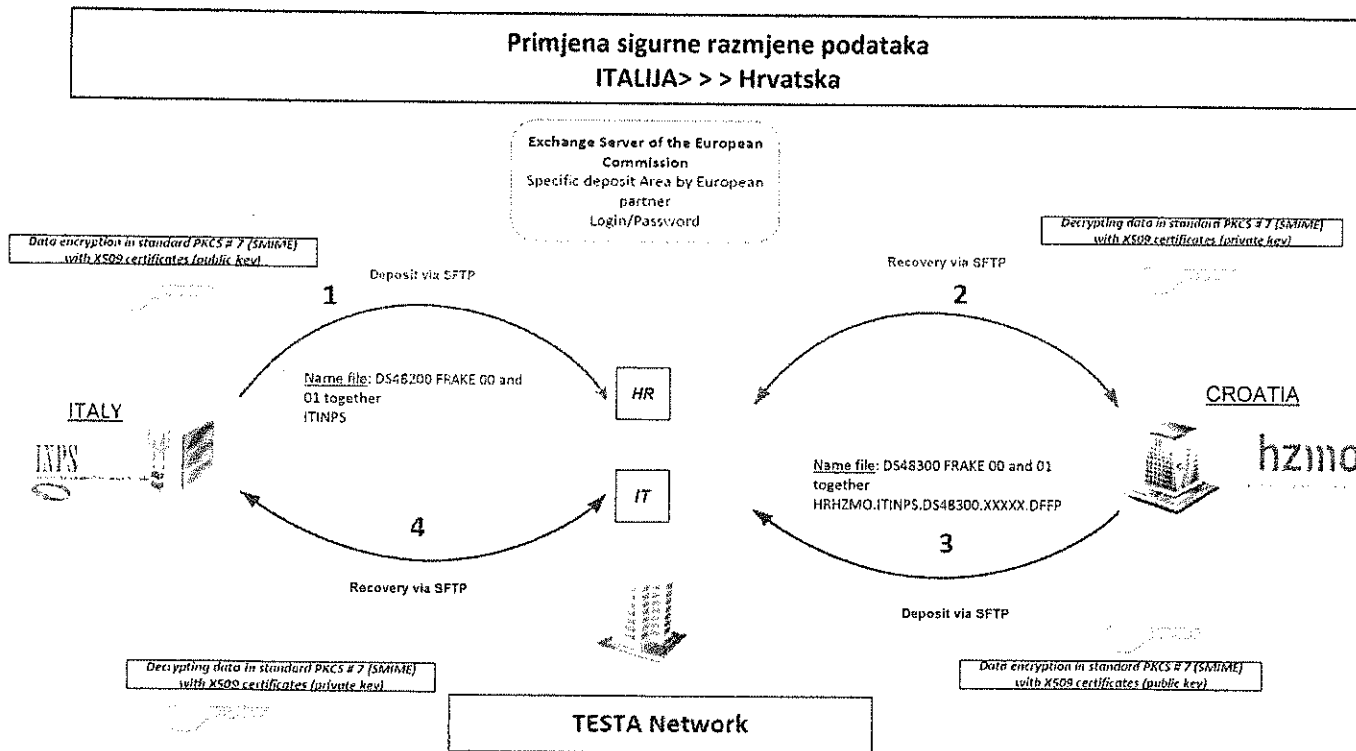 Primjena sigurne razmjene podataka
ITALIJA> > > Hrvatska
Exchange Server of the European
Commission
Specific deposit Area by European
partner
Login/Password
Data encryption in standard PKCS # 7 (SMIME)
with X509 certificates (public key)
Decrypting data in standard PKCS # 7 (SMIME)
with X509 certificates (private key)
Deposit via SFTP
1
Recovery via SFTP
2
Name file: DS48200 FRAKE 00 and
01 together
ITINPS
HR
ITALY
INPS
CROATIA
hzmo
IT
Name file: DS48300 FRAKE 00 and 01
together
HRHZMO.ITINPS.DS48300.XXXXX.DFFP
4
3
Recovery via SFTP
Deposit via SFTP
Decrypting data in standard PKCS # 7 (SMIME)
with X509 certificates (private key)
Data encryption in standard PKCS # 7 (SMIME)
with X509 certificates (public key)
TESTA Network